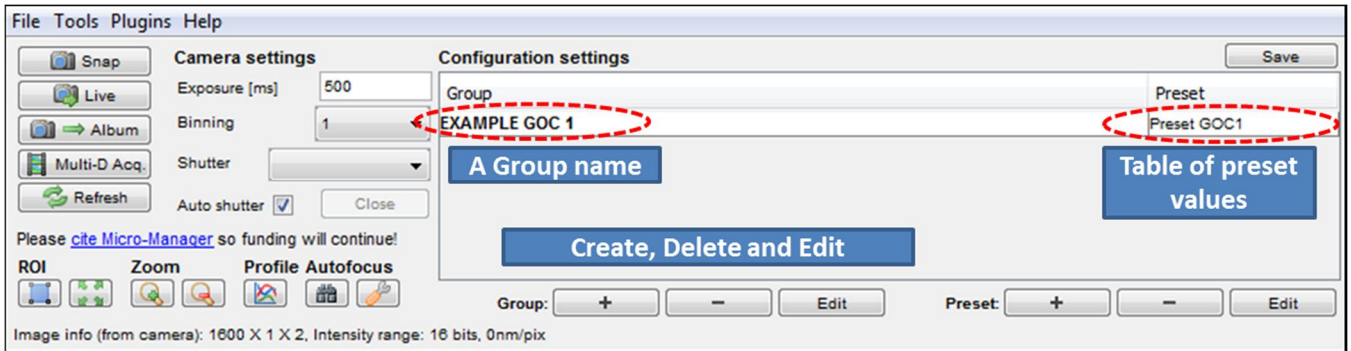 File Tools Plugins Help
Snap
Live
Album
Multi-D Acq.
Refresh
Camera settings
Exposure [ms] 500
Binning 1
Shutter
Auto shutter Close
Configuration settings Save
Group Preset
EXAMPLE GOC 1 Preset GOC1
A Group name
Table of preset
values
Create, Delete and Edit
Please cite Micro-Manager so funding will continue!
ROI Zoom Profile Autofocus
Group: + - Edit Preset: + - Edit
Image info (from camera): 1600 X 1 X 2, Intensity range: 16 bits, 0nm/pix